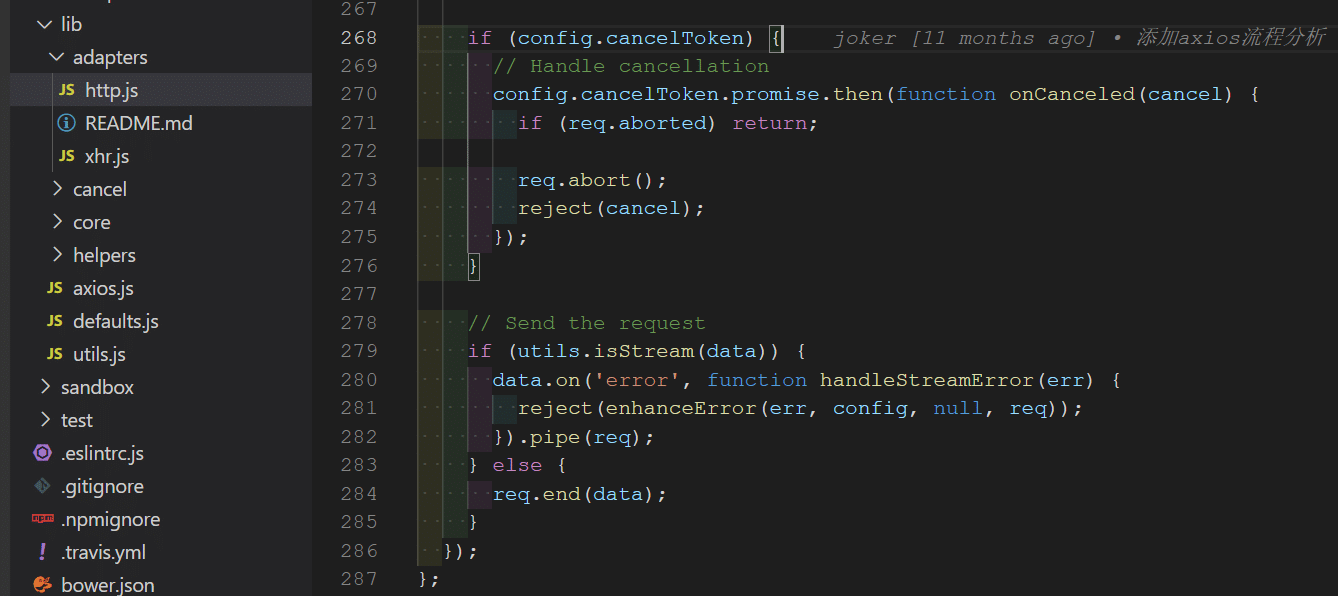 lib
adapters
JS http.js
README.md
JS xhr.js
cancel
core
helpers
JS axios.js
JS defaults.js
JS utils.js
sandbox
test
.eslintrc.js
.gitignore
npm .npmignore
! .travis.yml
bower.json
267
268 if (config.cancelToken) { joker [11 months ago] • 添加axios流程分析
269 // Handle cancellation
270 config.cancelToken.promise.then(function onCanceled(cancel) {
271 if (req.aborted) return;
272
273 req.abort();
274 reject(cancel);
275 });
276 }
277
278 // Send the request
279 if (utils.isStream(data)) {
280 data.on('error', function handleStreamError(err) {
281 reject(enhanceError(err, config, null, req));
282 }).pipe(req);
283 } else {
284 req.end(data);
285 }
286 });
287 };